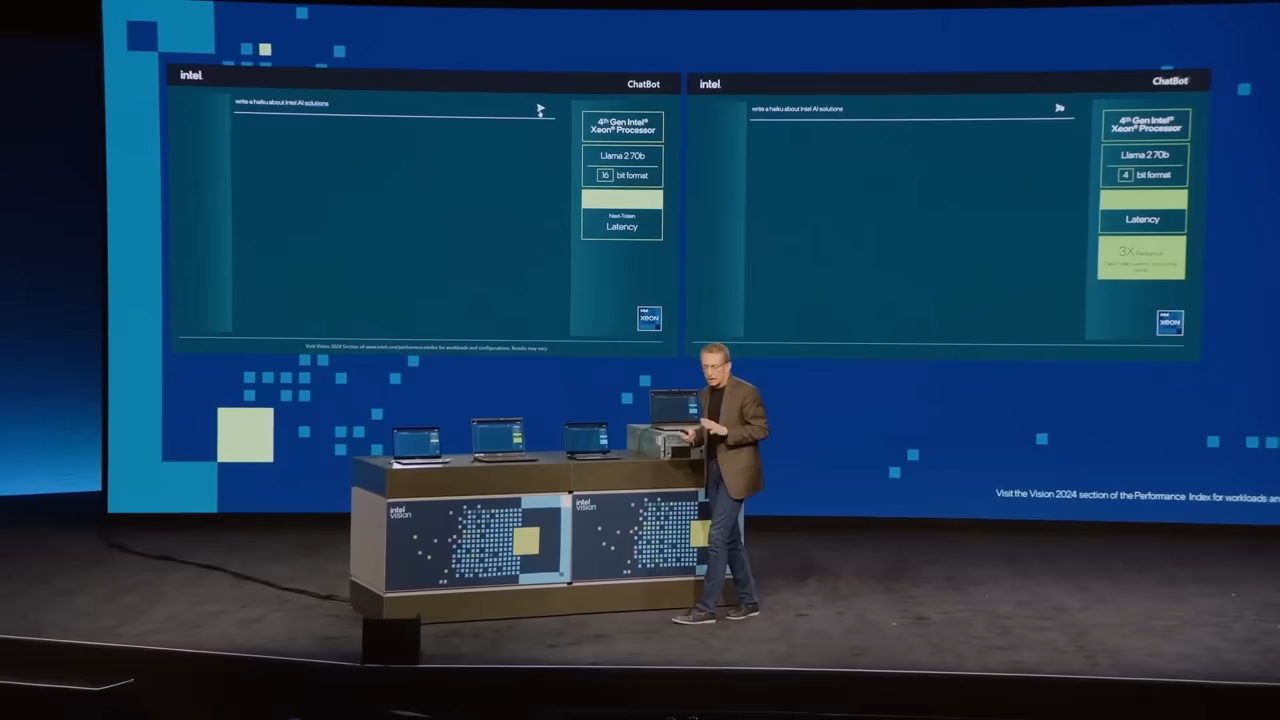 intel.
ChatBot
write a haiku about Intel AI solutions
4th Gen Intel®
Xeon® Processor
Llama 2 70b
16 bit format
Next-Token
Latency
intel
xeon
Visit Vision 2024 Section of www.intel.com/performanceindex for workloads and configurations. Results may vary.
intel.
ChatBot
write a haiku about Intel AI solutions
4th Gen Intel®
Xeon® Processor
Llama 2 70b
4 bit format
Latency
3X
intel
xeon
Visit the Vision 2024 section of the Performance Index for workloads an
intel
vision
intel
vision